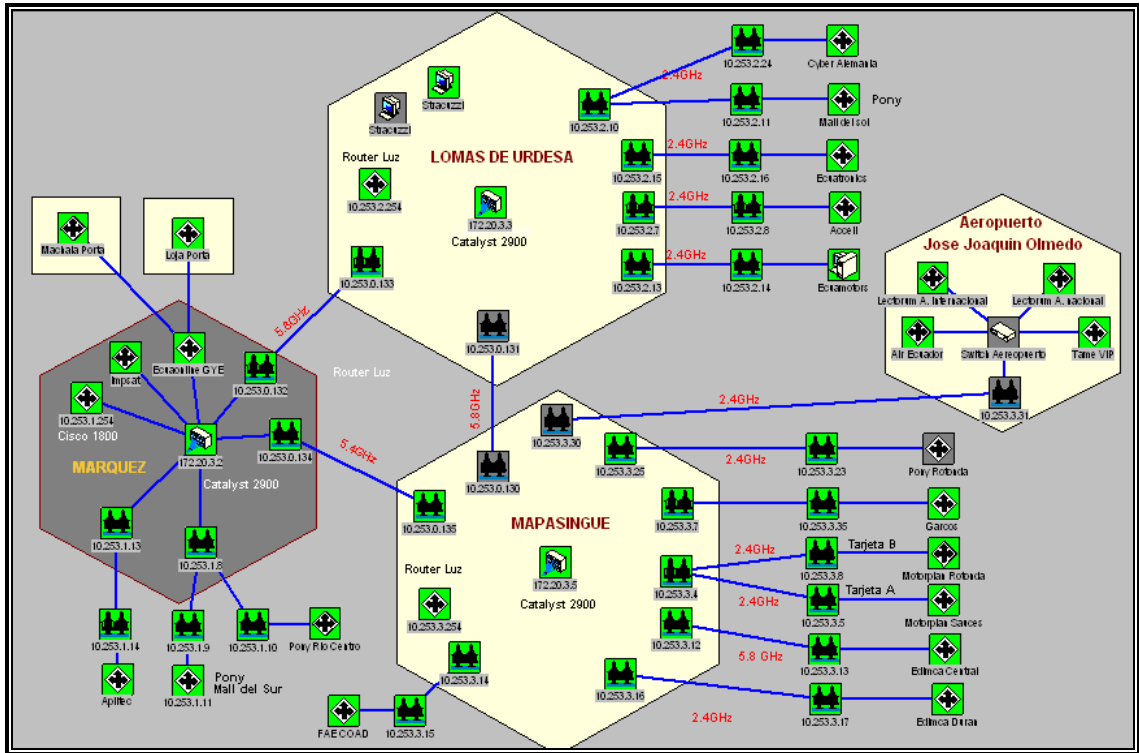 Stracuzzi
Stracuzzi
Router Luz
10.253.2.254
LOMAS DE URDESA
172.20.3.3
Catalyst 2900
10.253.0.133
10.253.0.131
10.253.2.10
2.4GHz
10.253.2.24
Cyber Alemania
10.253.2.11
Mall del sol
Pony
10.253.2.15
2.4GHz
10.253.2.16
Ecuatronics
10.253.2.7
2.4GHz
10.253.2.8
Accell
10.253.2.13
2.4GHz
10.253.2.14
Ecuamotors
Aeropuerto
Jose Joaquin Olmedo
Lectorum A. Internacional
Lectorum A. nacional
Air Ecuador
Switch Aereopuerto
Tame VIP
10.253.3.31
Machala Porta
Loja Porta
5.8GHz
Impsat
Ecuaonline GYE
10.253.0.132
Router Luz
10.253.1.254
Cisco 1800
MARQUEZ
172.20.3.2
Catalyst 2900
10.253.0.134
5.4GHz
10.253.1.13
10.253.1.8
10.253.1.14
10.253.1.9
10.253.1.10
Pony Rio Centro
Aplitec
10.253.1.11
Pony
Mall del Sur
5.8GHz
10.253.0.130
10.253.0.135
MAPASINGUE
172.20.3.5
Catalyst 2900
Router Luz
10.253.3.254
10.253.3.14
FAE COAD
10.253.3.15
10.253.3.30
2.4GHz
10.253.3.25
2.4GHz
10.253.3.23
Pony Rotonda
10.253.3.7
10.253.3.35
Garcos
10.253.3.4
2.4GHz
10.253.3.8
Tarjeta B
Motorplan Rotonda
2.4GHz
10.253.3.5
Tarjeta A
Motorplan Sauces
10.253.3.12
5.8 GHz
10.253.3.13
Edimca Central
10.253.3.16
2.4GHz
10.253.3.17
Edimca Duran